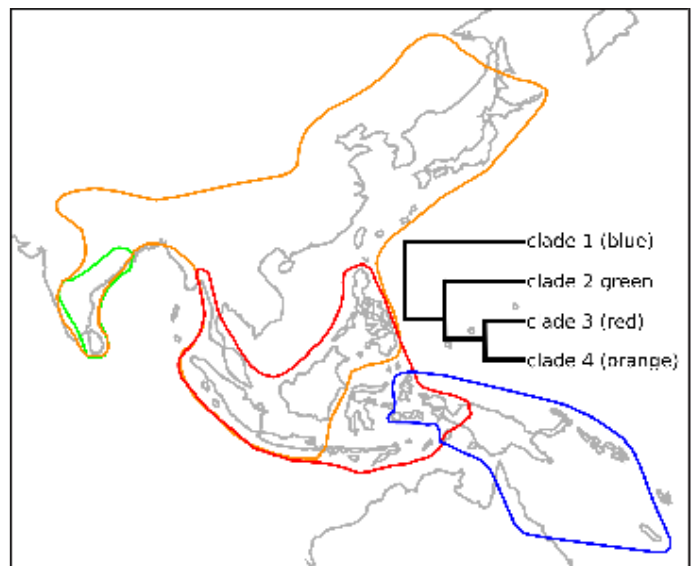 clade 1 (blue)
clade 2 green
clade 3 (red)
clade 4 (orange)